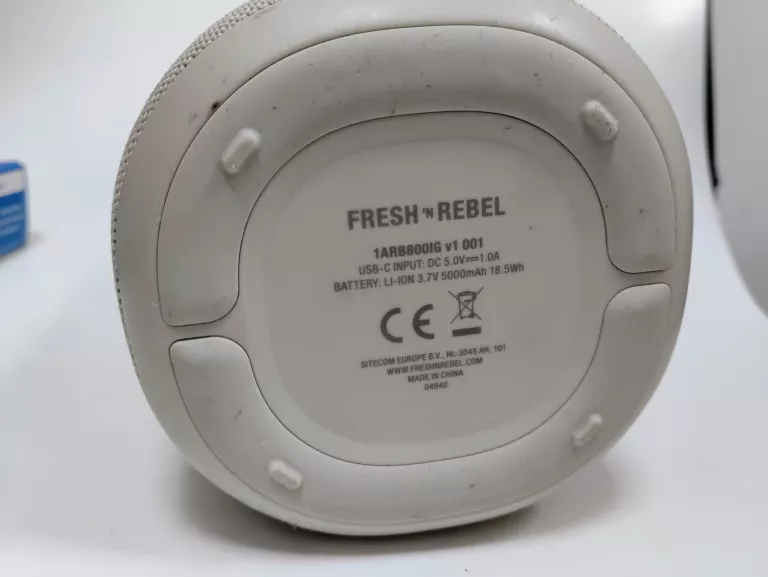 FRESH 'N REBEL
1ARB800IG v1 001
USB-C INPUT: DC 5.0V⎓1.0A
BATTERY: LI-ION 3.7V 5000mAh 18.5Wh
CE
SITECOM EUROPE B.V., NL-3045 AH, 101
WWW.FRESHNREBEL.COM
MADE IN CHINA
04940